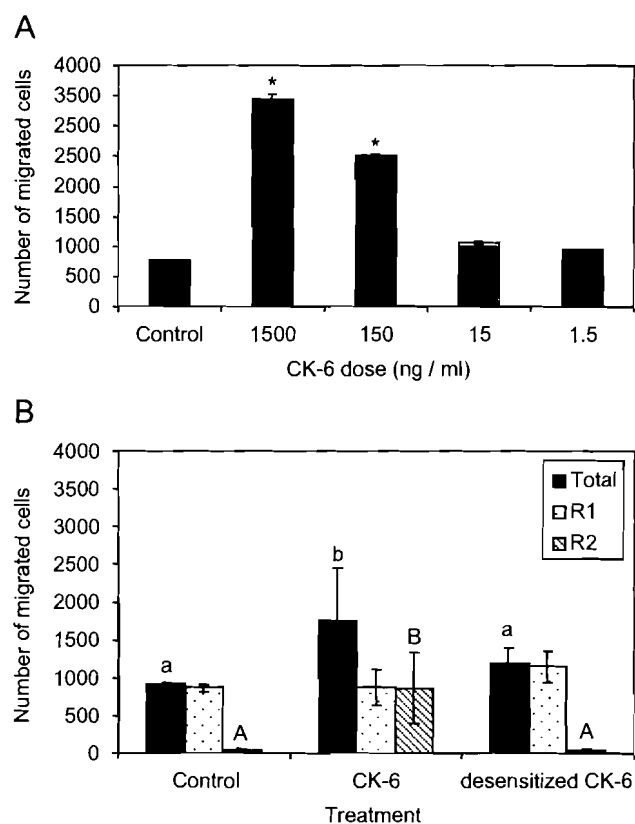 A
Number of migrated cells
4000
3500
3000
2500
2000
1500
1000
500
0
*
*
Control 1500 150 15 1.5
CK-6 dose (ng / ml)
B
Number of migrated cells
4000
3500
3000
2500
2000
1500
1000
500
0
Total
R1
R2
a A b B a A
Control CK-6 desensitized CK-6
Treatment